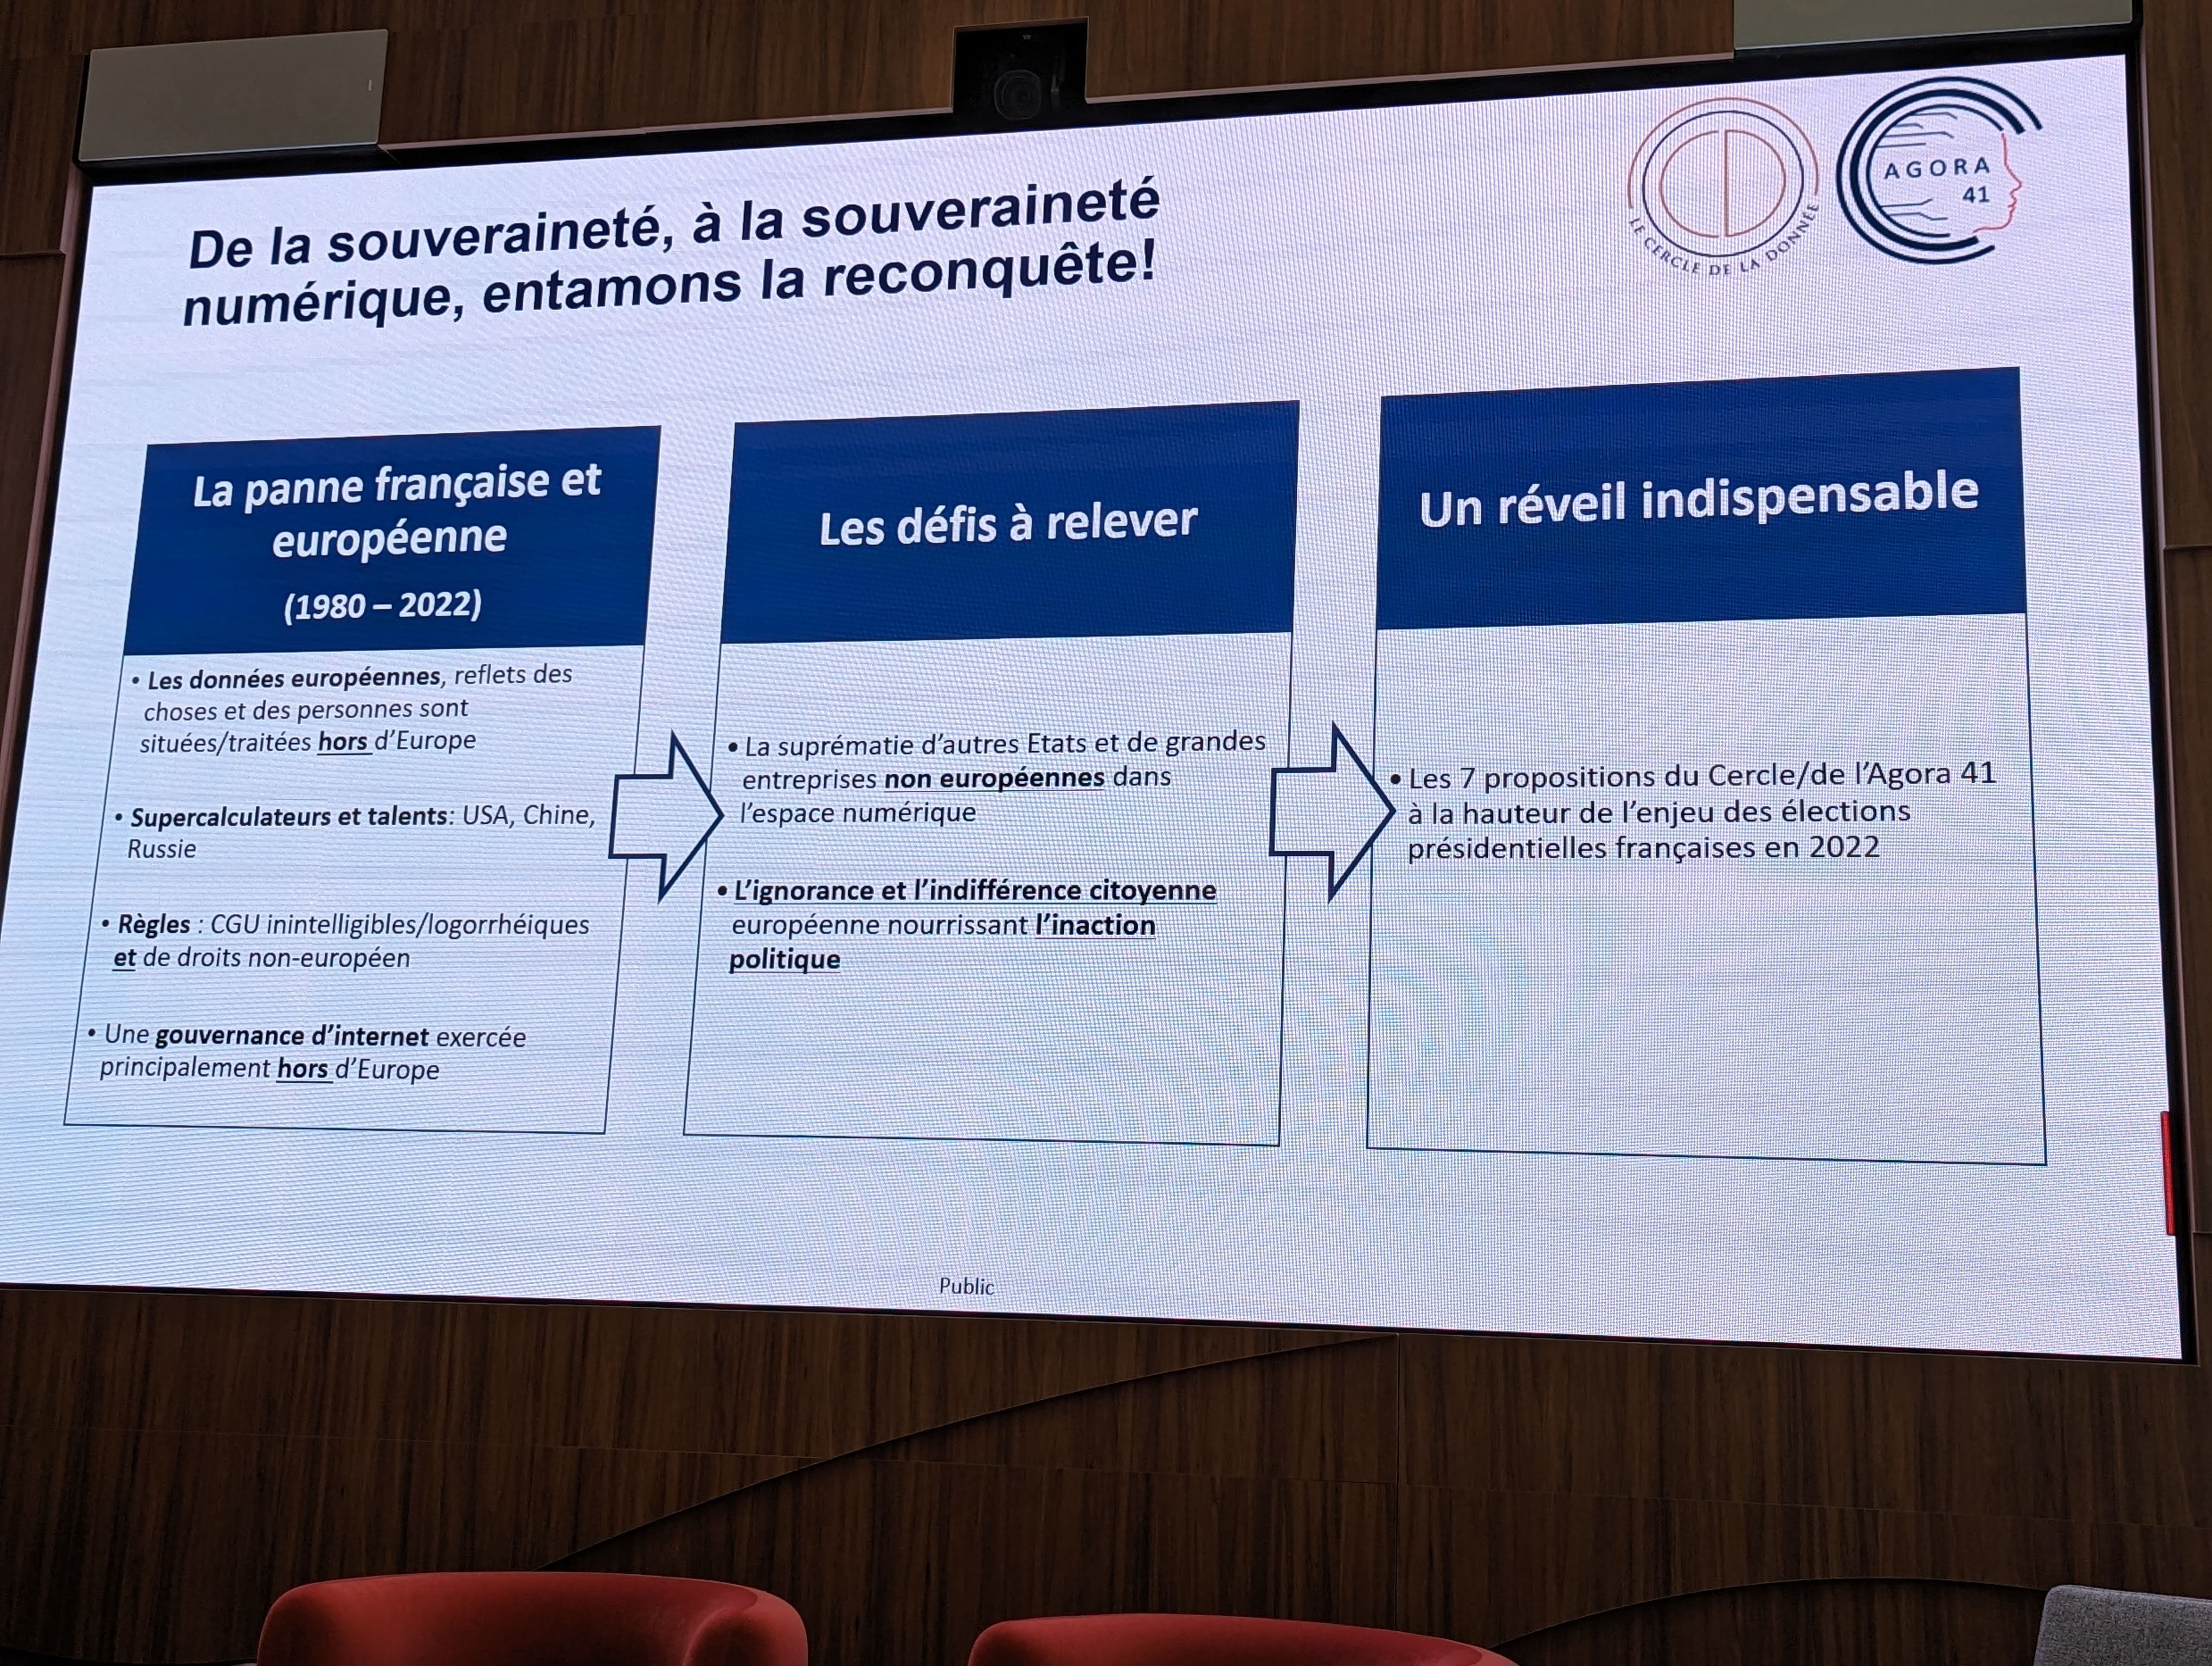 De la souveraineté, à la souveraineté
numérique, entamons la reconquête!
LE CERCLE DE LA DONNÉE
AGORA
41
La panne française et
européenne
(1980 – 2022)
• Les données européennes, reflets des
choses et des personnes sont
situées/traitées hors d’Europe
• Supercalculateurs et talents: USA, Chine,
Russie
• Règles : CGU inintelligibles/logorrhéiques
et de droits non-européen
• Une gouvernance d’internet exercée
principalement hors d’Europe
Les défis à relever
• La suprématie d’autres Etats et de grandes
entreprises non européennes dans
l’espace numérique
• L’ignorance et l’indifférence citoyenne
européenne nourrissant l’inaction
politique
Un réveil indispensable
• Les 7 propositions du Cercle/de l’Agora 41
à la hauteur de l’enjeu des élections
présidentielles françaises en 2022
Public